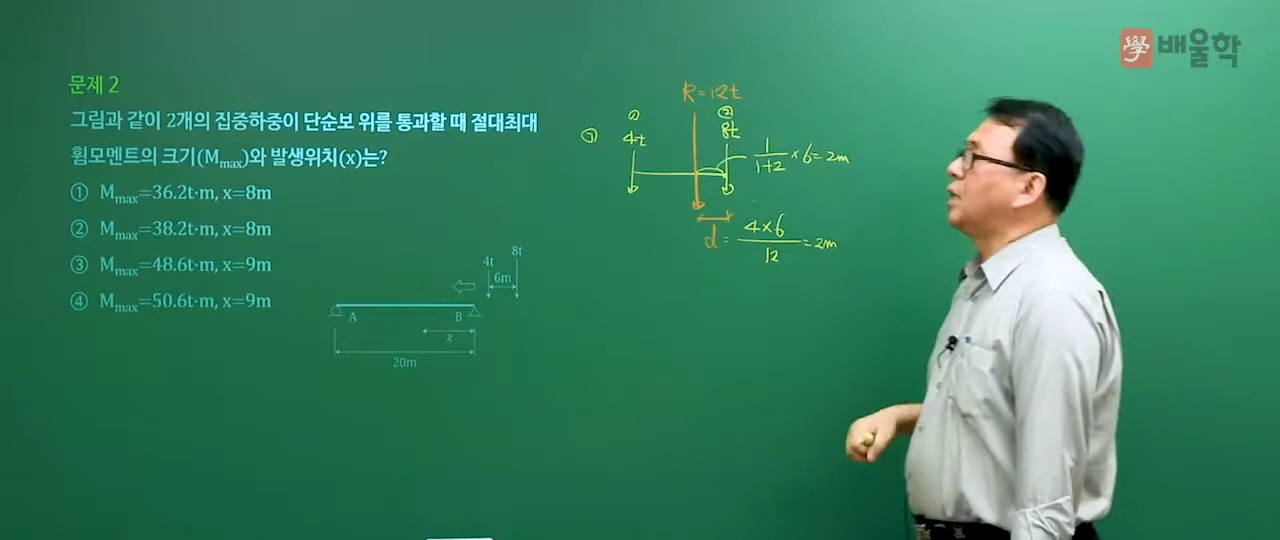 學 배울학
문제 2
그림과 같이 2개의 집중하중이 단순보 위를 통과할 때 절대최대
휨모멘트의 크기(Mmax)와 발생위치(x)는?
① Mmax=36.2t·m, x=8m
② Mmax=38.2t·m, x=8m
③ Mmax=48.6t·m, x=9m
④ Mmax=50.6t·m, x=9m
4t
8t
6m
A
B
x
20m
R=12t
①
②
4t
8t
1/1+2 × 6 = 2m
d = 4×6/12 = 2m